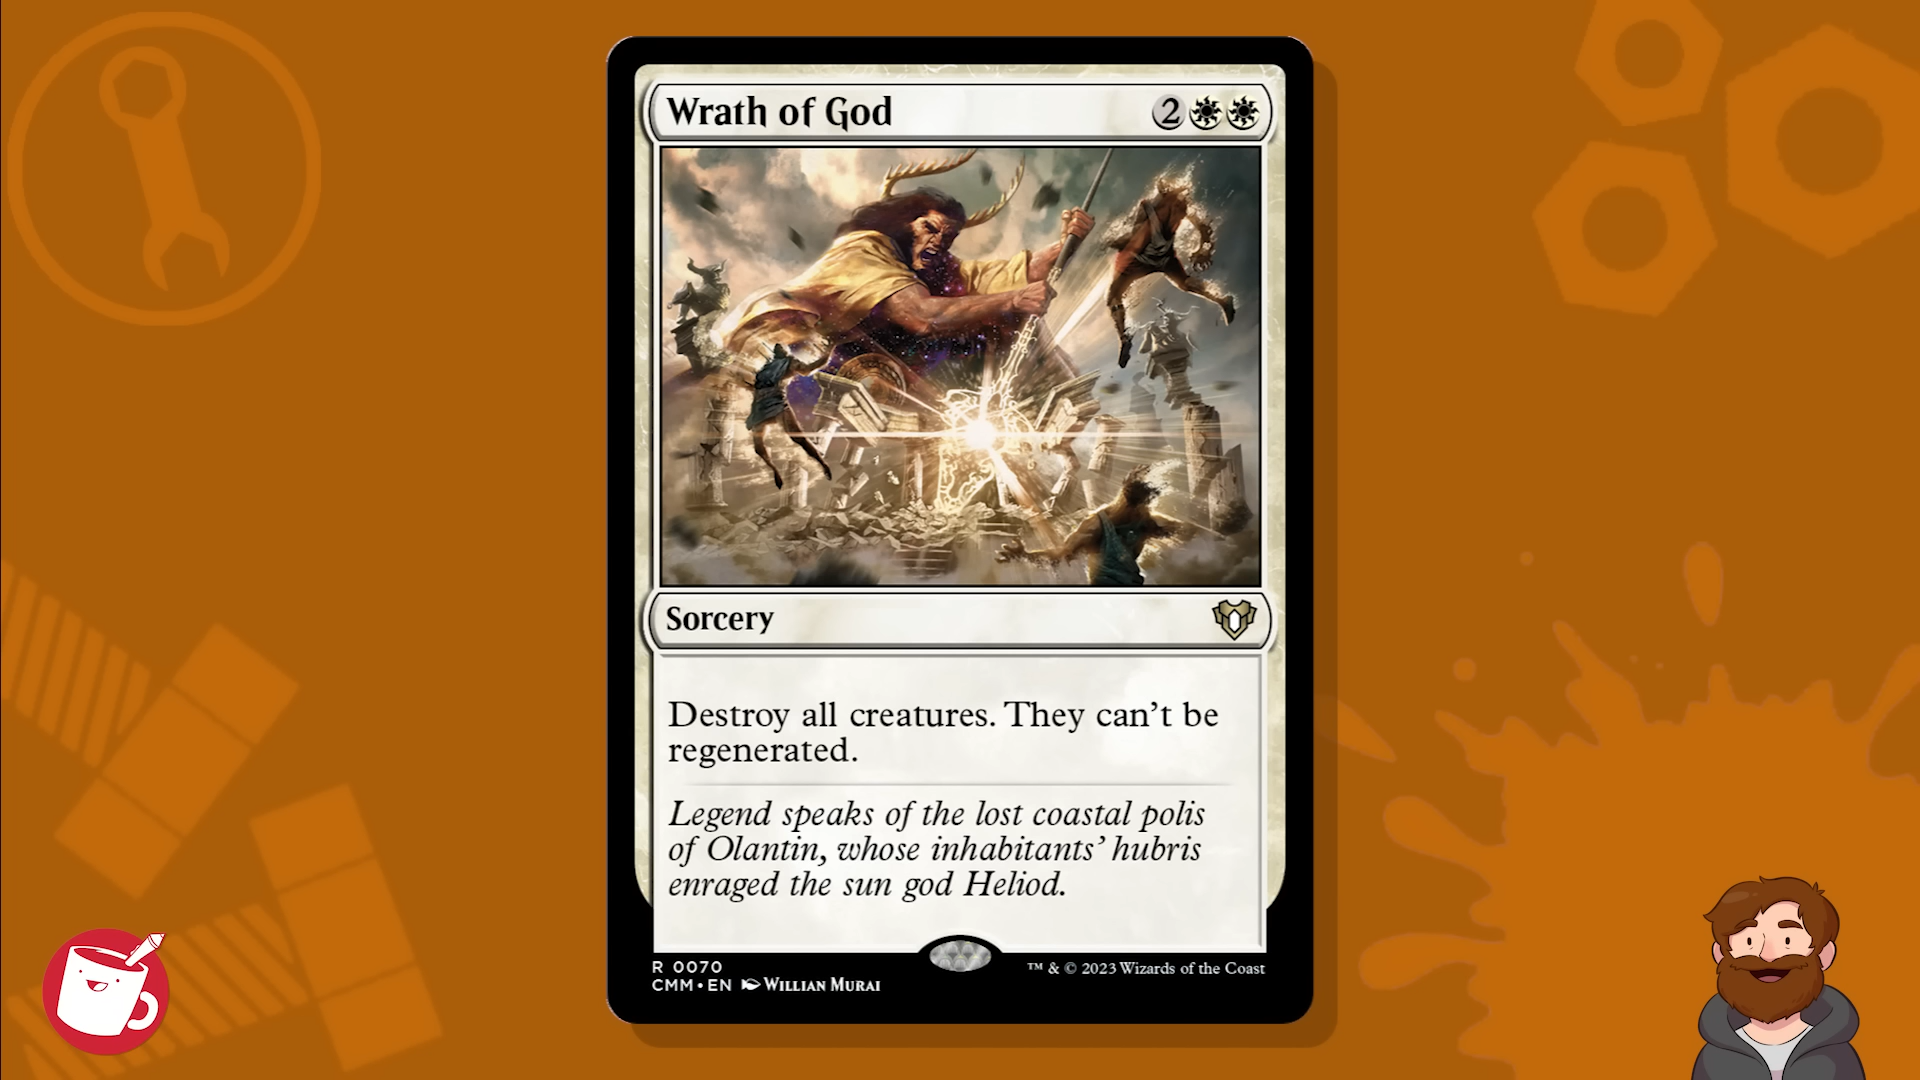 Wrath of God 2
Sorcery
Destroy all creatures. They can't be
regenerated.
Legend speaks of the lost coastal polis
of Olantin, whose inhabitants' hubris
enraged the sun god Heliod.
R 0070
CMM • EN Willian Murai
™ & © 2023 Wizards of the Coast